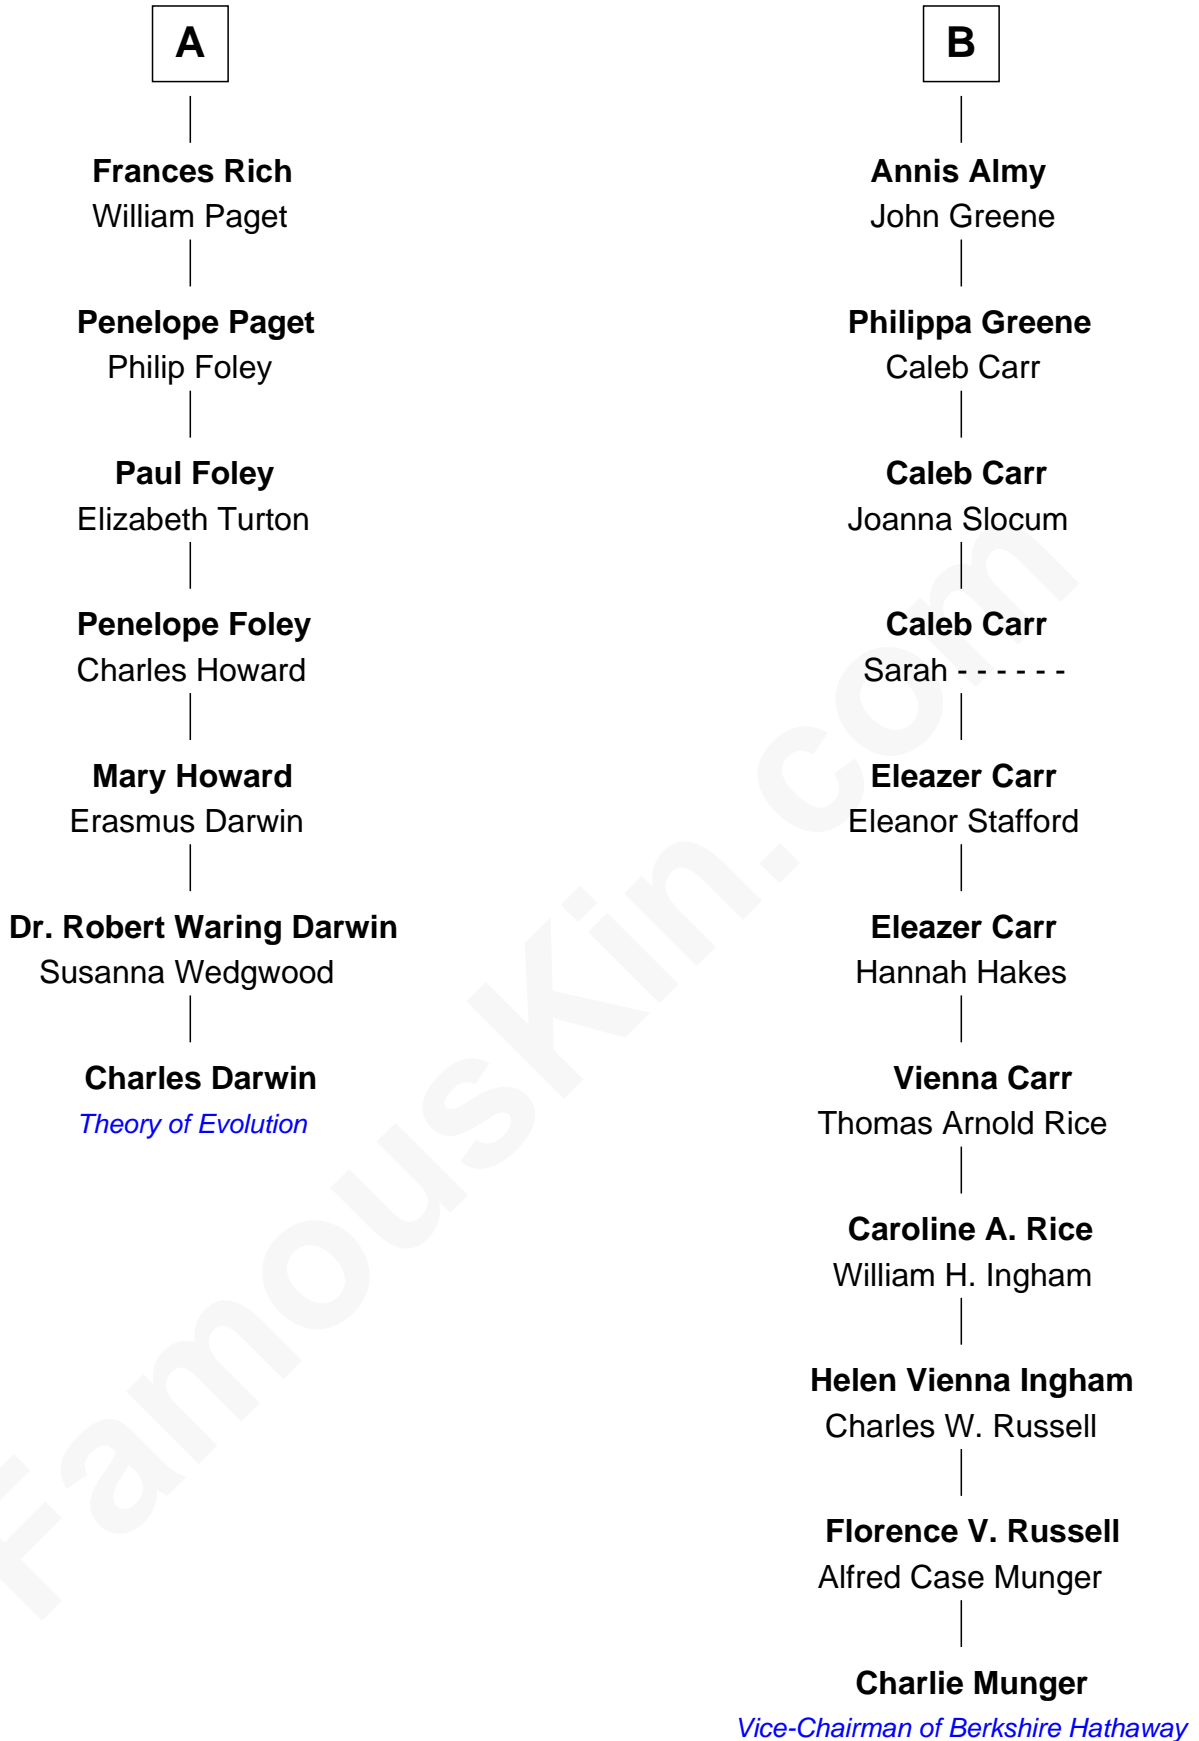 A
Frances Rich
William Paget
Penelope Paget
Philip Foley
Paul Foley
Elizabeth Turton
Penelope Foley
Charles Howard
Mary Howard
Erasmus Darwin
Dr. Robert Waring Darwin
Susanna Wedgwood
Charles Darwin
Theory of Evolution
B
Annis Almy
John Greene
Philippa Greene
Caleb Carr
Caleb Carr
Joanna Slocum
Caleb Carr
Sarah - - - - - -
Eleazer Carr
Eleanor Stafford
Eleazer Carr
Hannah Hakes
Vienna Carr
Thomas Arnold Rice
Caroline A. Rice
William H. Ingham
Helen Vienna Ingham
Charles W. Russell
Florence V. Russell
Alfred Case Munger
Charlie Munger
Vice-Chairman of Berkshire Hathaway
FamousKin.com